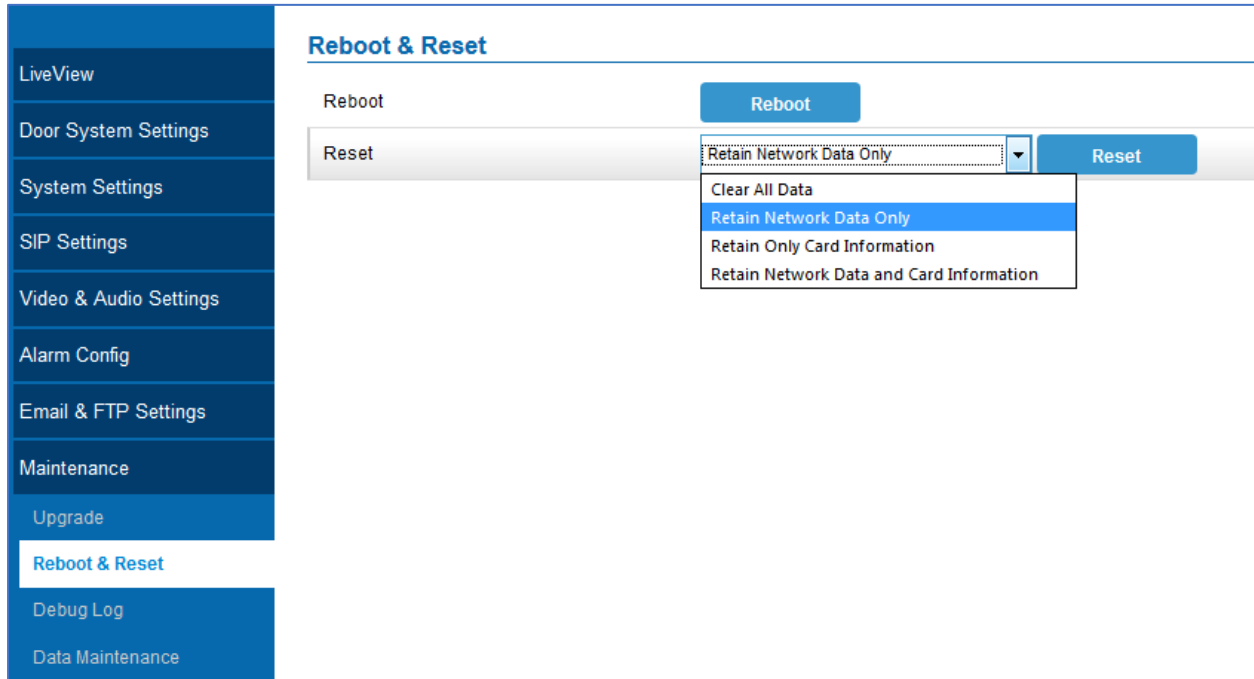 LiveView
Door System Settings
System Settings
SIP Settings
Video & Audio Settings
Alarm Config
Email & FTP Settings
Maintenance
Upgrade
Reboot & Reset
Debug Log
Data Maintenance
Reboot & Reset
Reboot Reboot
Reset Retain Network Data Only Reset
Clear All Data
Retain Network Data Only
Retain Only Card Information
Retain Network Data and Card Information